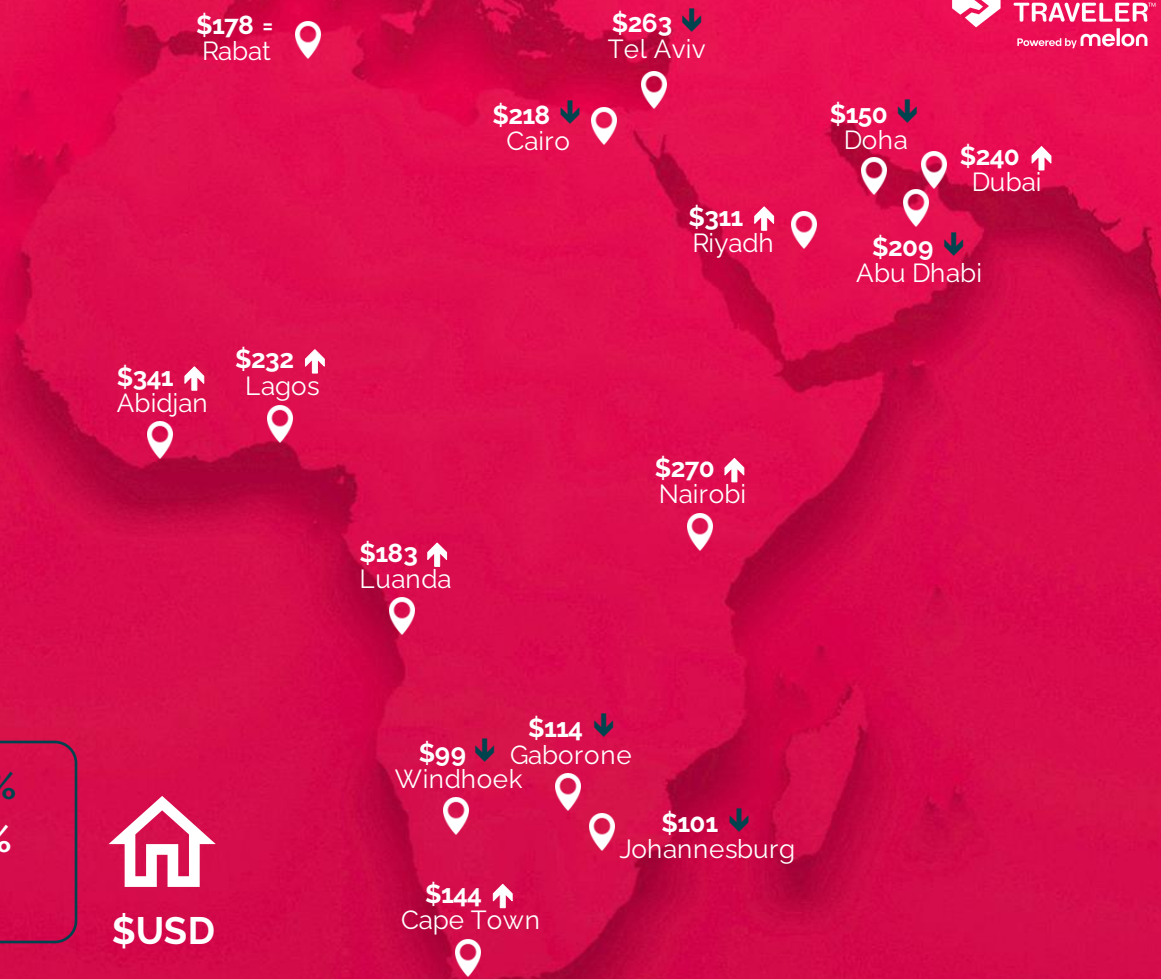 TRAVELER™
Powered by melon
$178 =
Rabat
$263
Tel Aviv
$218
Cairo
$150
Doha
$240
Dubai
$311
Riyadh
$209
Abu Dhabi
$341
Abidjan
$232
Lagos
$270
Nairobi
$183
Luanda
$114
Gaborone
$99
Windhoek
$101
Johannesburg
$144
Cape Town
%
%
$USD